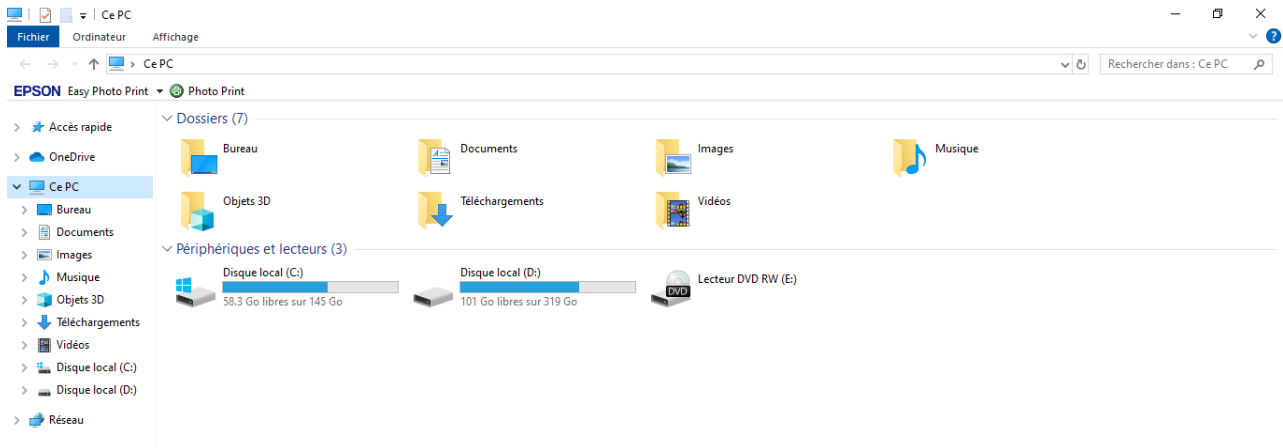 Ce PC
Fichier Ordinateur Affichage
Ce PC Rechercher dans : Ce PC
EPSON Easy Photo Print Photo Print
Accès rapide
OneDrive
Ce PC
Bureau
Documents
Images
Musique
Objets 3D
Téléchargements
Vidéos
Disque local (C:)
Disque local (D:)
Réseau
Dossiers (7)
Bureau Documents Images Musique
Objets 3D Téléchargements Vidéos
Périphériques et lecteurs (3)
Disque local (C:) Disque local (D:) Lecteur DVD RW (E:)
DVD
58.3 Go libres sur 145 Go 101 Go libres sur 319 Go